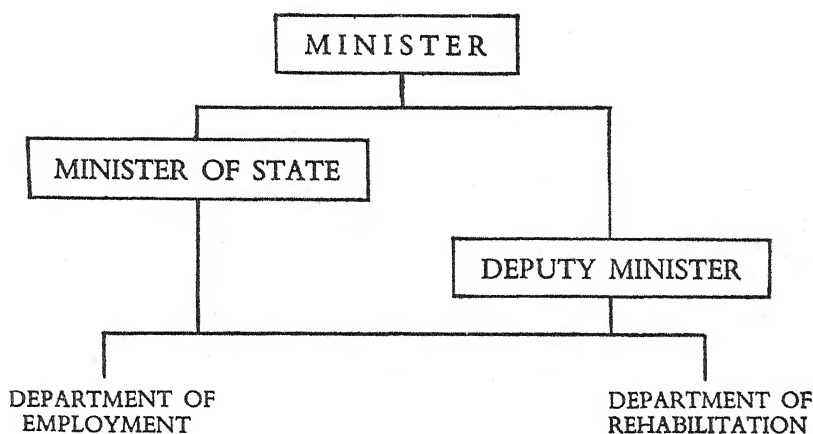 MINISTER
MINISTER OF STATE
DEPUTY MINISTER
DEPARTMENT OF
EMPLOYMENT
DEPARTMENT OF
REHABILITATION